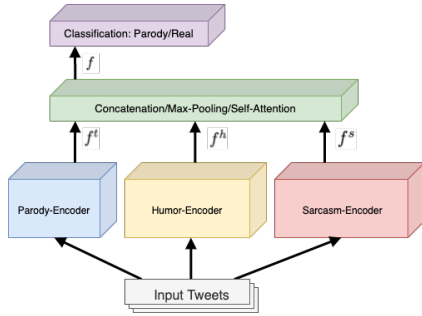 Classification: Parody/Real
f
Concatenation/Max-Pooling/Self-Attention
f^t f^h f^s
Parody-Encoder Humor-Encoder Sarcasm-Encoder
Input Tweets